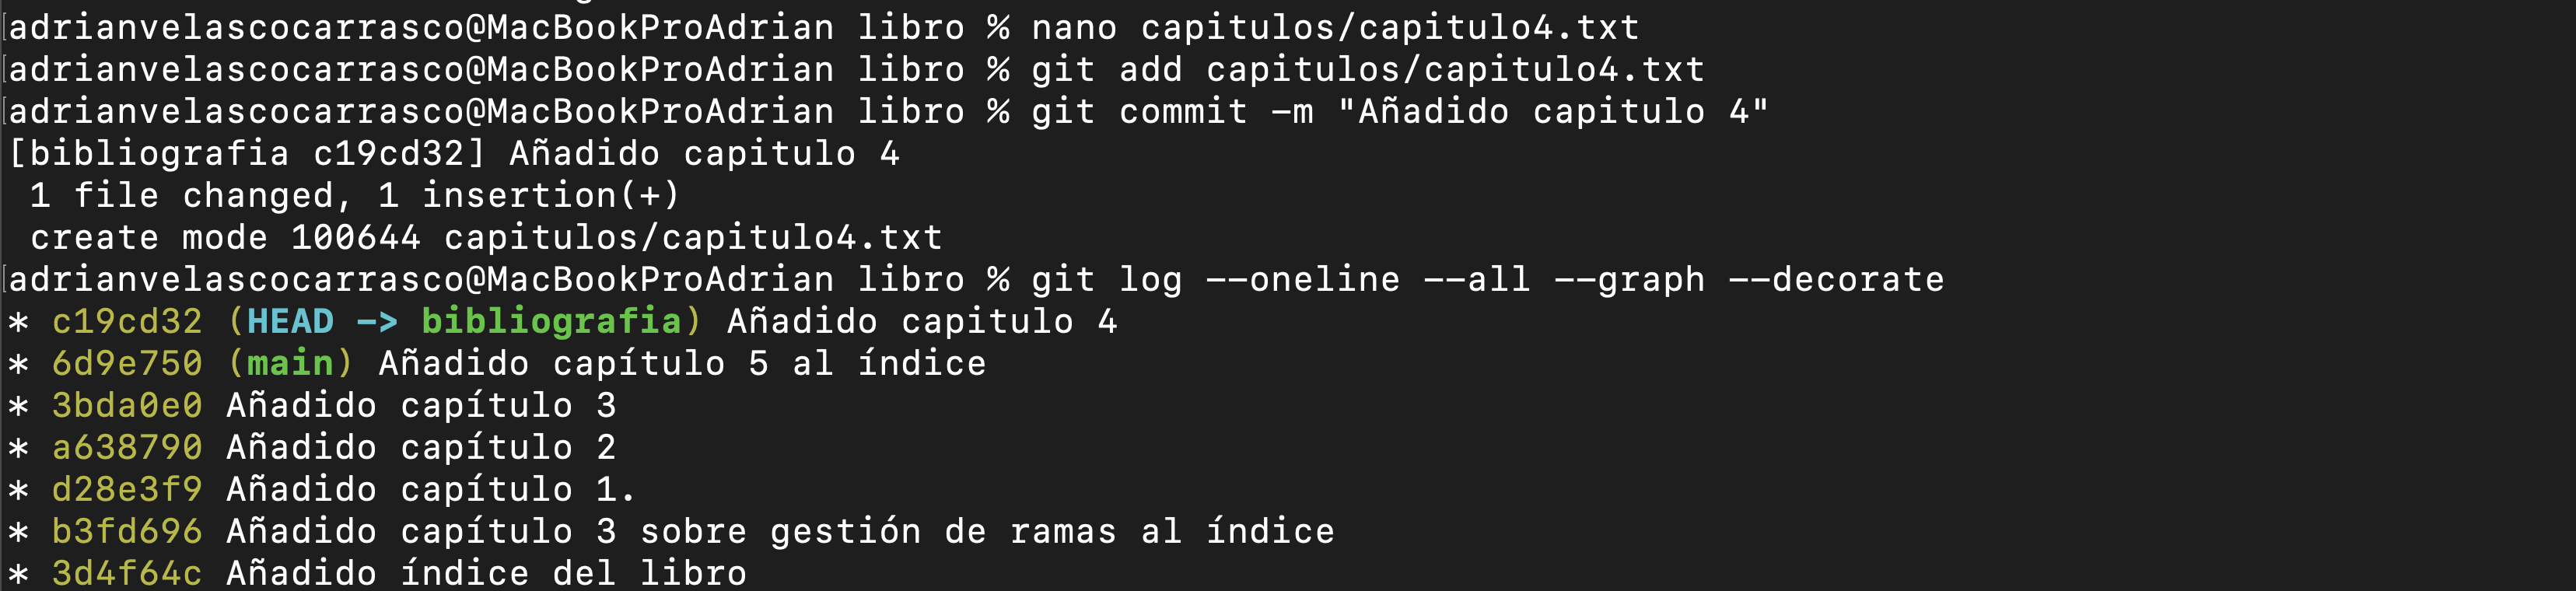 adrianvelascocarrasco@MacBookProAdrian libro % nano capitulos/capitulo4.txt
adrianvelascocarrasco@MacBookProAdrian libro % git add capitulos/capitulo4.txt
adrianvelascocarrasco@MacBookProAdrian libro % git commit -m "Añadido capitulo 4"
[bibliografia c19cd32] Añadido capitulo 4
 1 file changed, 1 insertion(+)
 create mode 100644 capitulos/capitulo4.txt
adrianvelascocarrasco@MacBookProAdrian libro % git log --oneline --all --graph --decorate
* c19cd32 (HEAD -> bibliografia) Añadido capitulo 4
* 6d9e750 (main) Añadido capítulo 5 al índice
* 3bda0e0 Añadido capítulo 3
* a638790 Añadido capítulo 2
* d28e3f9 Añadido capítulo 1.
* b3fd696 Añadido capítulo 3 sobre gestión de ramas al índice
* 3d4f64c Añadido índice del libro